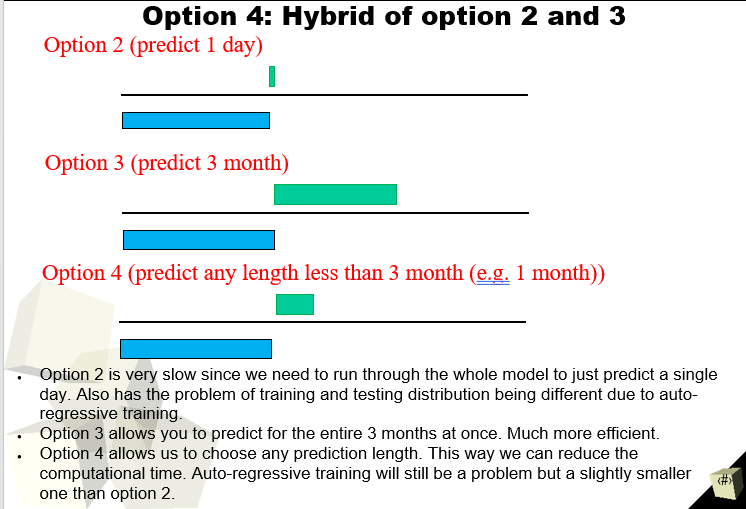 Option 4: Hybrid of option 2 and 3
Option 2 (predict 1 day)
Option 3 (predict 3 month)
Option 4 (predict any length less than 3 month (e.g. 1 month))
• Option 2 is very slow since we need to run through the whole model to just predict a single
day. Also has the problem of training and testing distribution being different due to auto-
regressive training.
• Option 3 allows you to predict for the entire 3 months at once. Much more efficient.
• Option 4 allows us to choose any prediction length. This way we can reduce the
computational time. Auto-regressive training will still be a problem but a slightly smaller
one than option 2.
‹#›